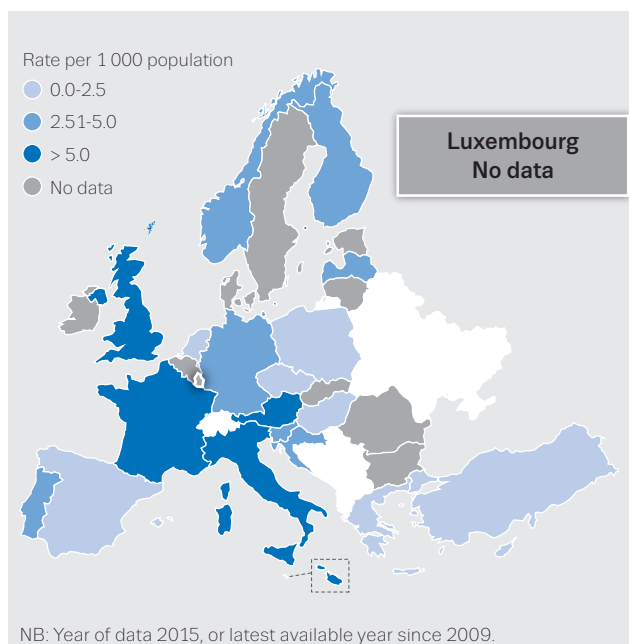 Rate per 1 000 population
0.0-2.5
2.51-5.0
> 5.0
No data
Luxembourg
No data
NB: Year of data 2015, or latest available year since 2009.